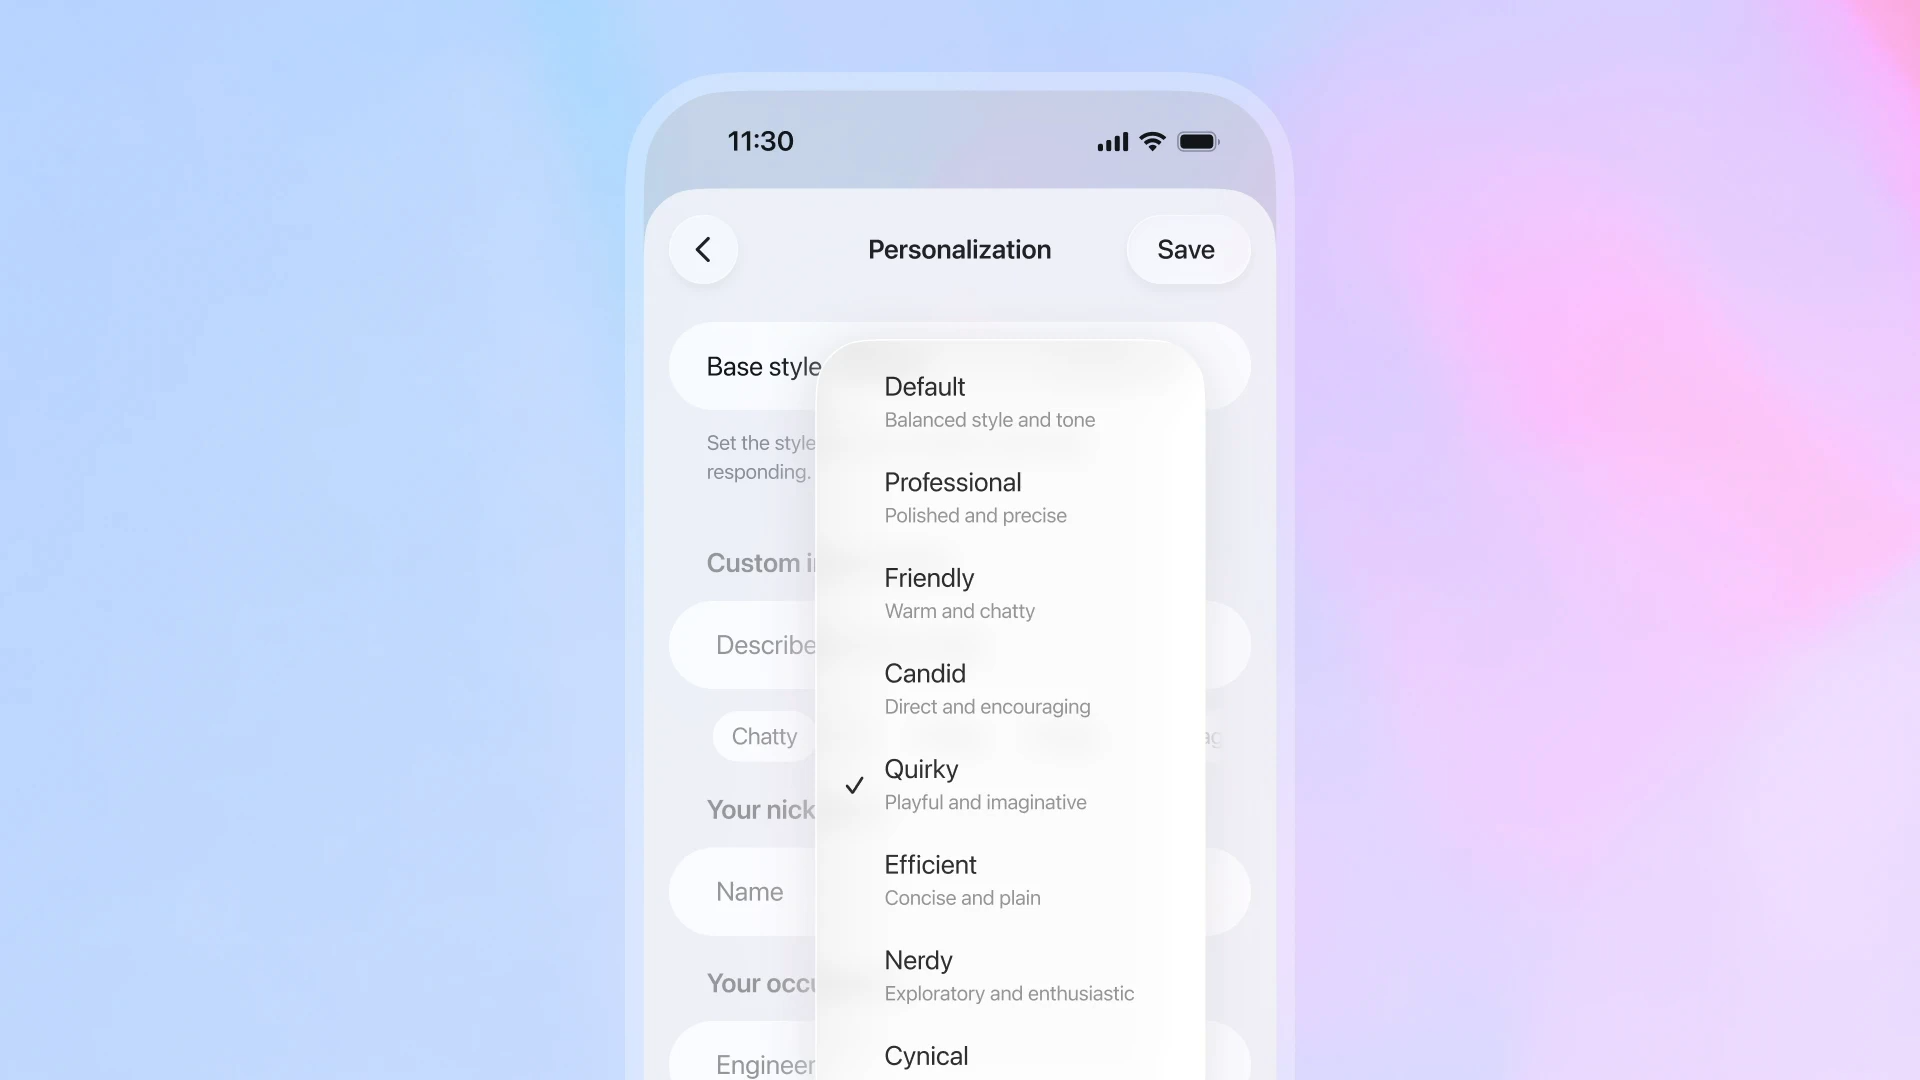 11:30
Personalization
Save
Base style
Set the style
responding.
Custom
Describe
Chatty
Your
Name
Your
Engineer
Default
Balanced style and tone
Professional
Polished and precise
Friendly
Warm and chatty
Candid
Direct and encouraging
Quirky
Playful and imaginative
Efficient
Concise and plain
Nerdy
Exploratory and enthusiastic
Cynical